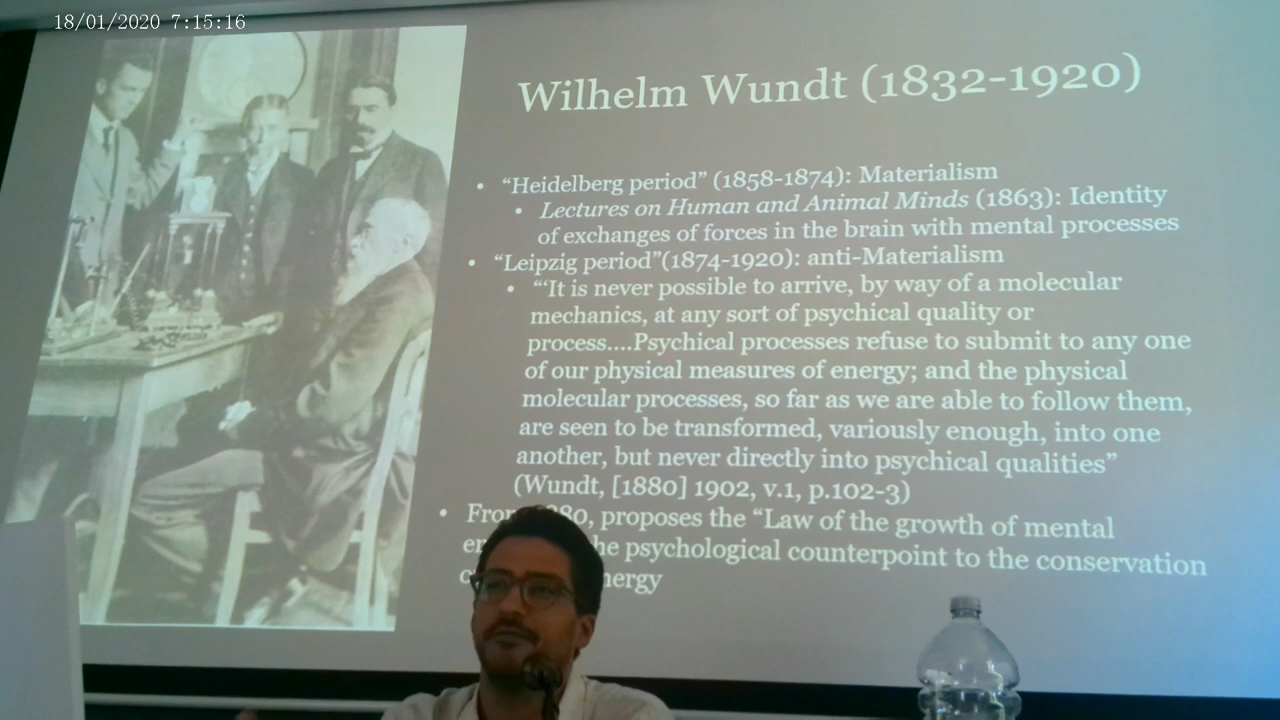 18/01/2020 7:15:16
Wilhelm Wundt (1832-1920)
• “Heidelberg period” (1858-1874): Materialism
• Lectures on Human and Animal Minds (1863): Identity
of exchanges of forces in the brain with mental processes
• “Leipzig period”(1874-1920): anti-Materialism
• “‘It is never possible to arrive, by way of a molecular
mechanics, at any sort of psychical quality or
process....Psychical processes refuse to submit to any one
of our physical measures of energy; and the physical
molecular processes, so far as we are able to follow them,
are seen to be transformed, variously enough, into one
another, but never directly into psychical qualities”
(Wundt, [1880] 1902, v.1, p.102-3)
• proposes the “Law of the growth of mental
psychological counterpoint to the conservation